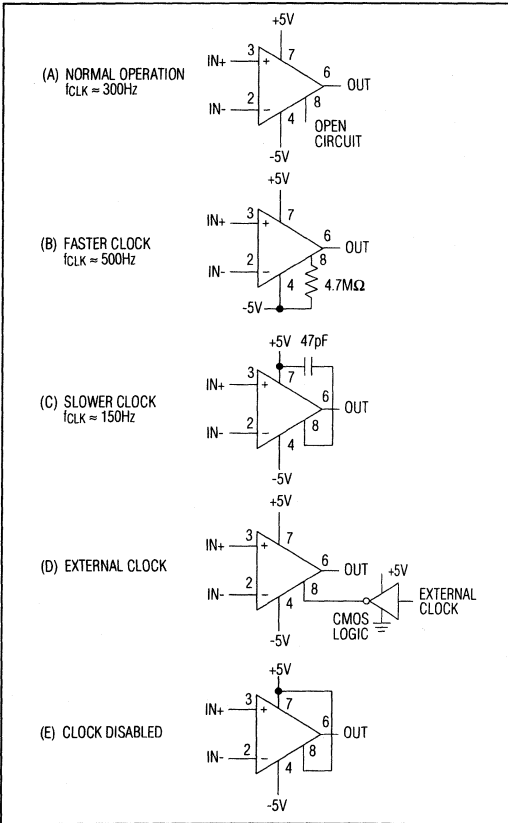 +5V
(A) NORMAL OPERATION
fCLK ≈ 300Hz
IN+ 3 + 7
6 OUT
IN- 2 − 4 8
OPEN
CIRCUIT
-5V
+5V
(B) FASTER CLOCK
fCLK ≈ 500Hz
IN+ 3 + 7
6 OUT
IN- 2 − 4 8
4.7MΩ
-5V
+5V 47pF
(C) SLOWER CLOCK
fCLK ≈ 150Hz
IN+ 3 + 7
6 OUT
IN- 2 − 4 8
-5V
+5V
(D) EXTERNAL CLOCK
IN+ 3 + 7
6 OUT
IN- 2 − 4 8
+5V
EXTERNAL
CLOCK
CMOS
LOGIC
-5V
+5V
(E) CLOCK DISABLED
IN+ 3 + 7
6 OUT
IN- 2 − 4 8
-5V